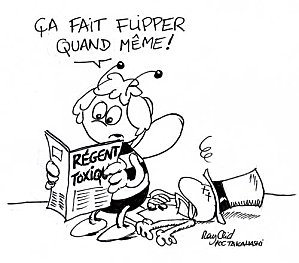 ÇA FAIT FLIPPER
QUAND MÊME !
RÉGENT
TOXIQ